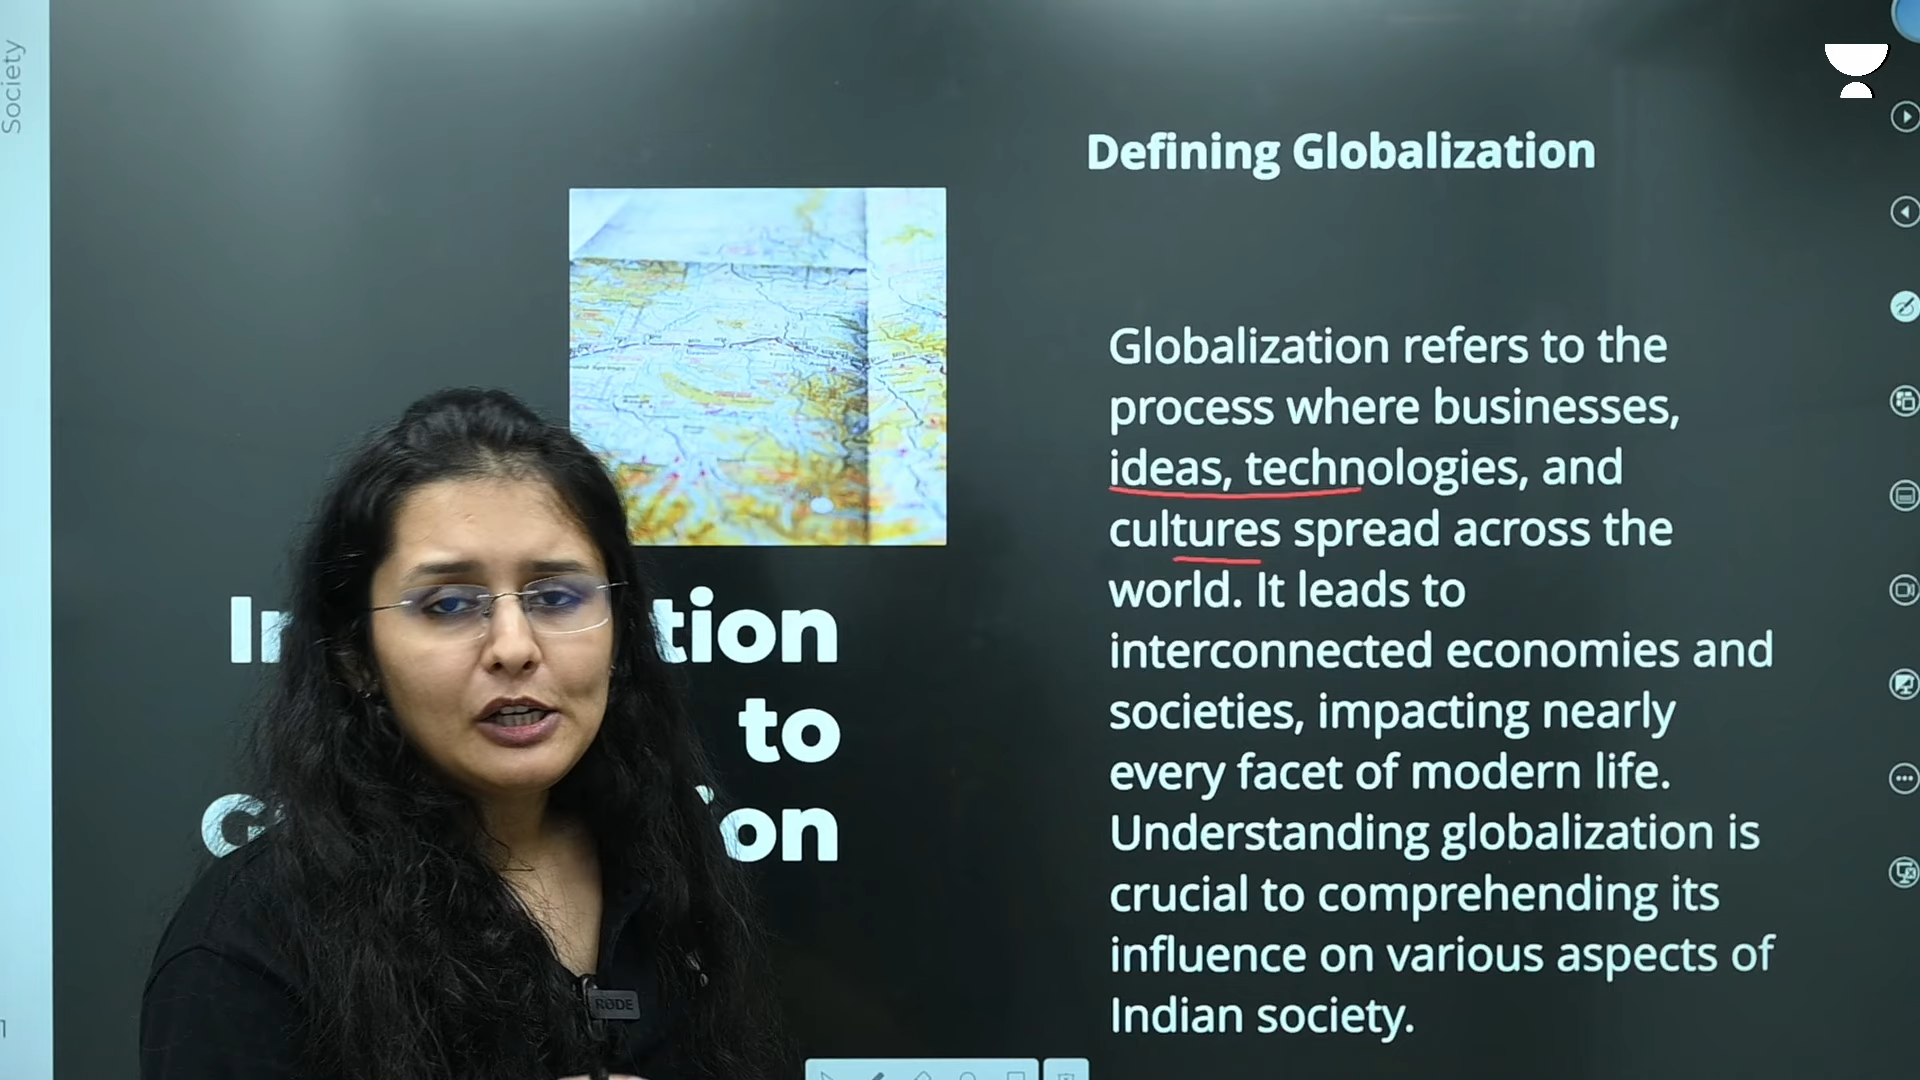 Society
Defining Globalization
Globalization refers to the
process where businesses,
ideas, technologies, and
cultures spread across the
world. It leads to
interconnected economies and
societies, impacting nearly
every facet of modern life.
Understanding globalization is
crucial to comprehending its
influence on various aspects of
Indian society.
to
RØDE
1